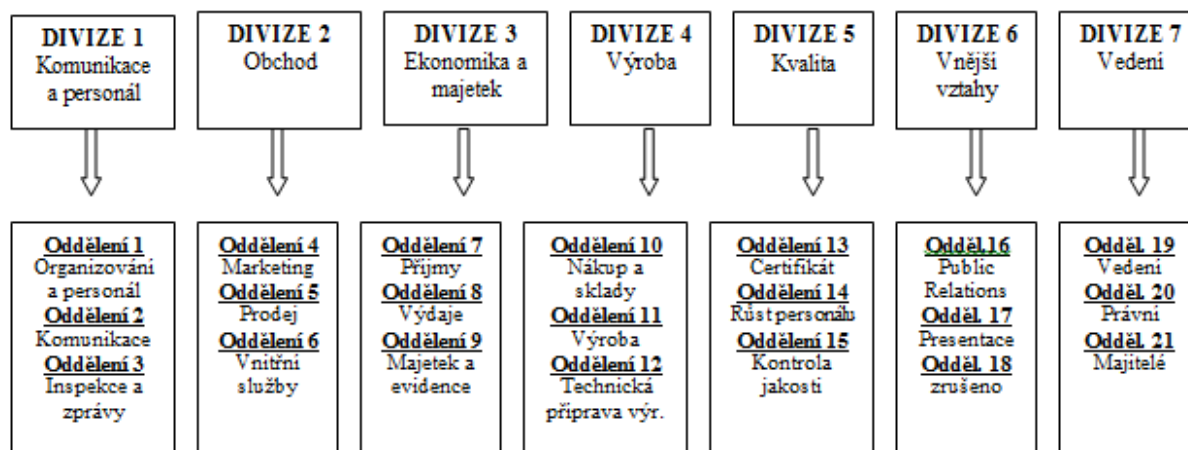 DIVIZE 1
Komunikace
a personál
DIVIZE 2
Obchod
DIVIZE 3
Ekonomika a
majetek
DIVIZE 4
Výroba
DIVIZE 5
Kvalita
DIVIZE 6
Vnější
vztahy
DIVIZE 7
Vedení
Oddělení 1
Organizování
a personál
Oddělení 2
Komunikace
Oddělení 3
Inspekce a
zprávy
Oddělení 4
Marketing
Oddělení 5
Prodej
Oddělení 6
Vnitřní
služby
Oddělení 7
Příjmy
Oddělení 8
Výdaje
Oddělení 9
Majetek a
evidence
Oddělení 10
Nákup a
sklady
Oddělení 11
Výroba
Oddělení 12
Technická
příprava výr.
Oddělení 13
Certifikát
Oddělení 14
Růst personálu
Oddělení 15
Kontrola
jakosti
Odděl.16
Public
Relations
Odděl. 17
Presentace
Odděl. 18
zrušeno
Odděl. 19
Vedení
Odděl. 20
Právní
Odděl. 21
Majitelé